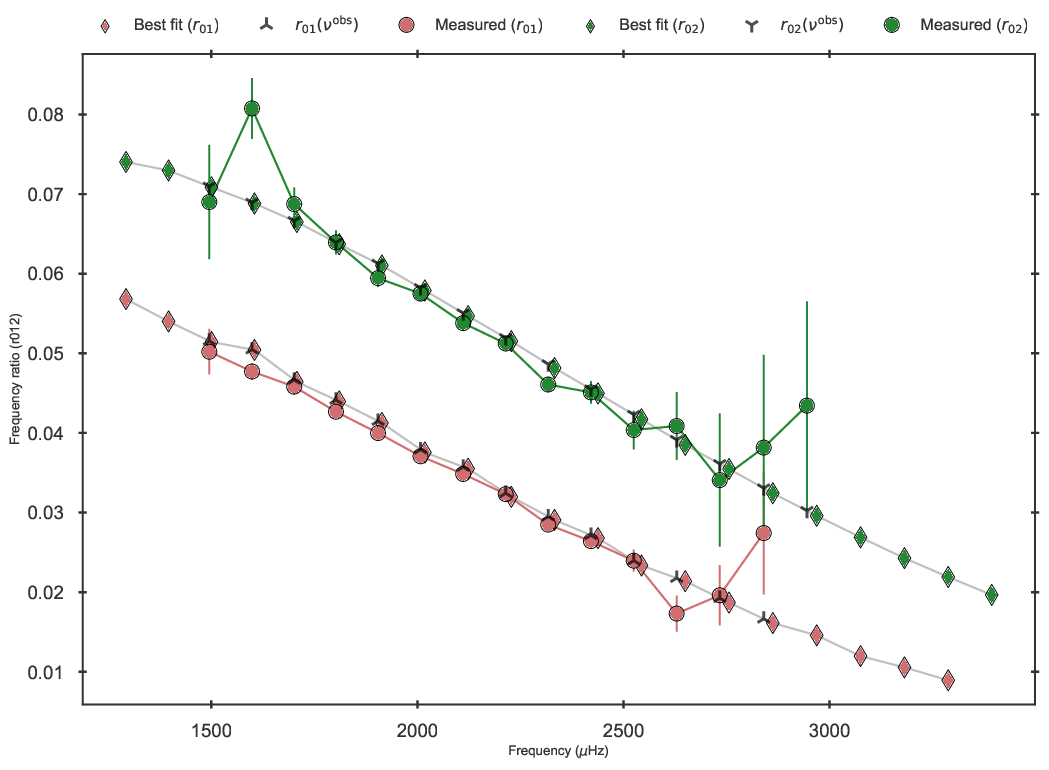 Best fit (r01) r01(νobs) Measured (r01) Best fit (r02) r02(νobs) Measured (r02)
0.08
0.07
0.06
0.05
0.04
0.03
0.02
0.01
Frequency ratio (r012)
1500 2000 2500 3000
Frequency (μHz)